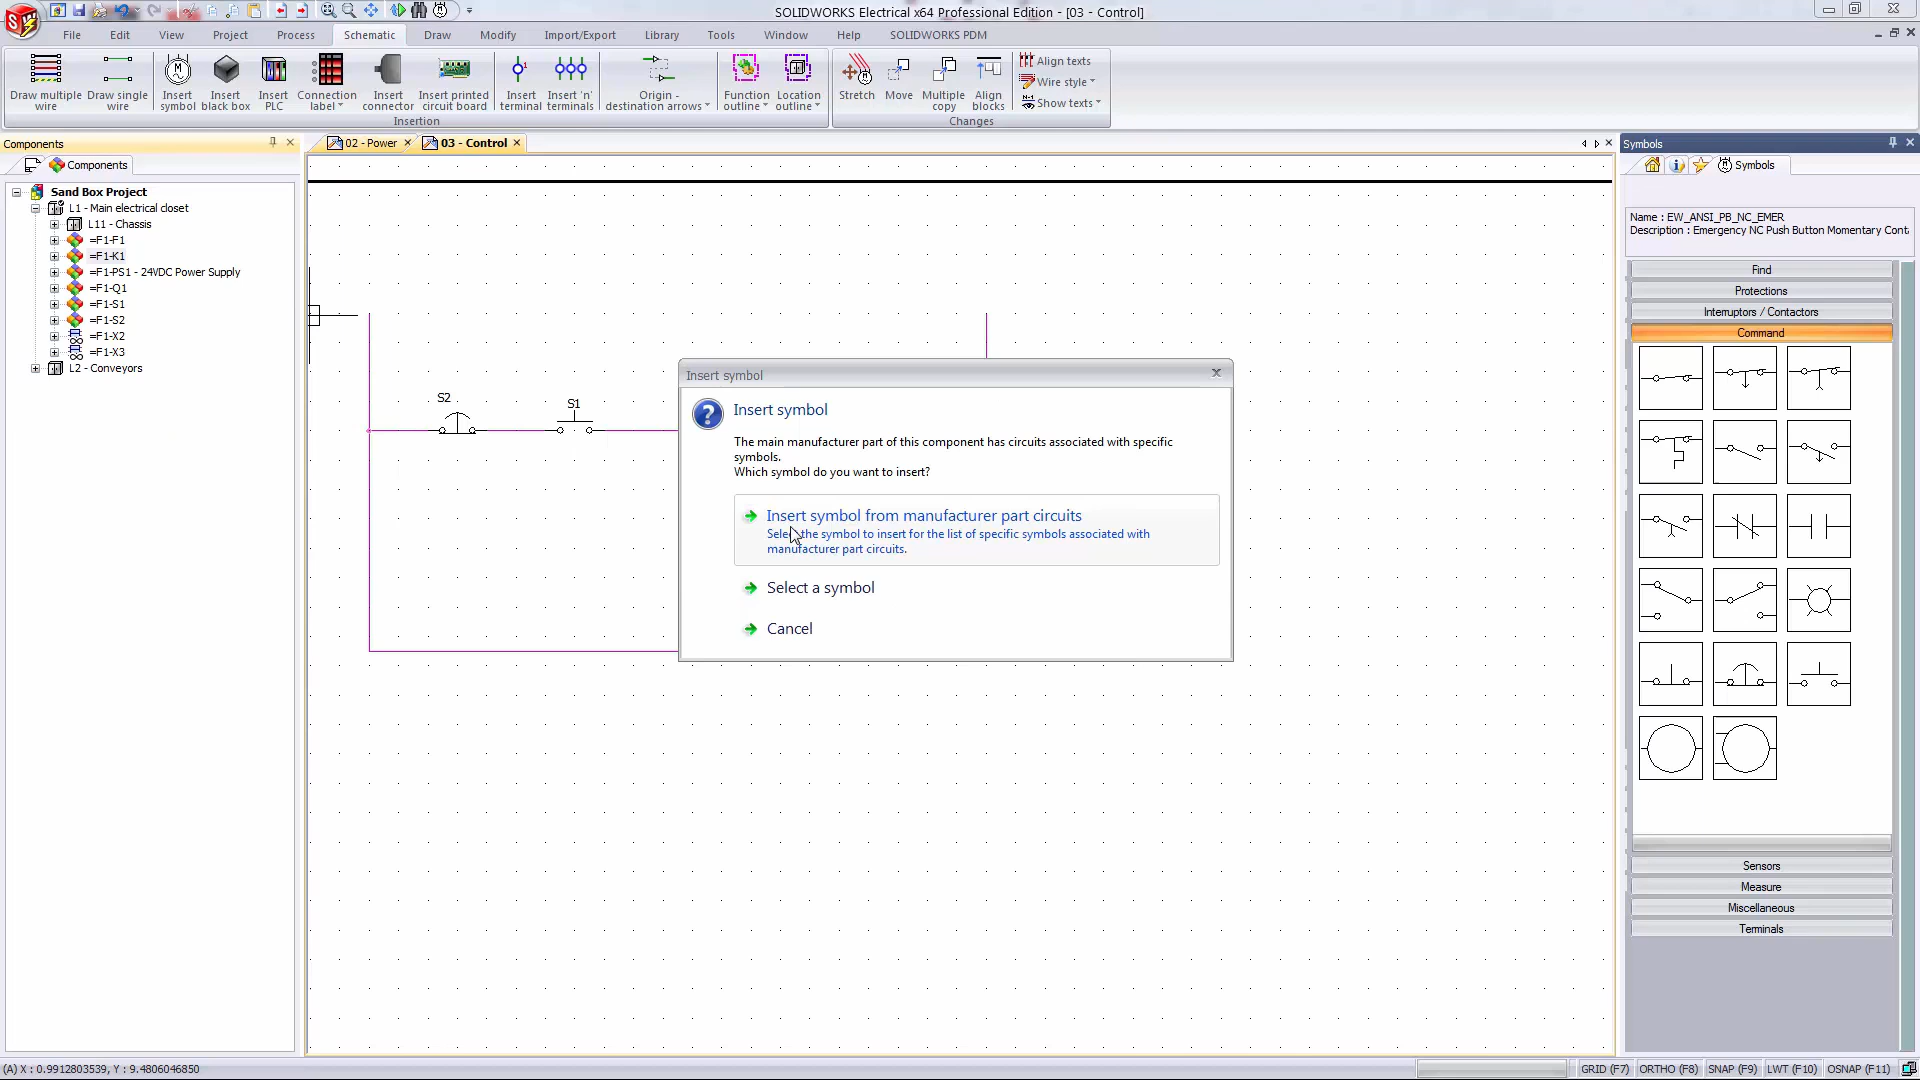 SOLIDWORKS Electrical x64 Professional Edition - [03 - Control]
File Edit View Project Process Schematic Draw Modify Import/Export Library Tools Window Help SOLIDWORKS PDM
Draw multiple wire
Draw single wire
Insert symbol
Insert black box
Insert PLC
Connection label
Insert connector
Insert printed circuit board
Insert terminal
Insert 'n' terminals
Origin - destination arrows
Function outline
Location outline
Stretch
Move
Multiple copy
Align blocks
Align texts
Wire style
Show texts
Insertion
Changes
Components
Components
Sand Box Project
L1 - Main electrical closet
L11 - Chassis
=F1-F1
=F1-K1
=F1-PS1 - 24VDC Power Supply
=F1-Q1
=F1-S1
=F1-S2
=F1-X2
=F1-X3
L2 - Conveyors
02 - Power
03 - Control
S2
S1
Insert symbol
Insert symbol
The main manufacturer part of this component has circuits associated with specific
symbols.
Which symbol do you want to insert?
Insert symbol from manufacturer part circuits
Select the symbol to insert for the list of specific symbols associated with
manufacturer part circuits.
Select a symbol
Cancel
Symbols
Symbols
Name : EW_ANSI_PB_NC_EMER
Description : Emergency NC Push Button Momentary Cont
Find
Protections
Interruptors / Contactors
Command
Sensors
Measure
Miscellaneous
Terminals
(A) X : 0.9912803539, Y : 9.4806046850
GRID (F7) ORTHO (F8) SNAP (F9) LWT (F10) OSNAP (F11)